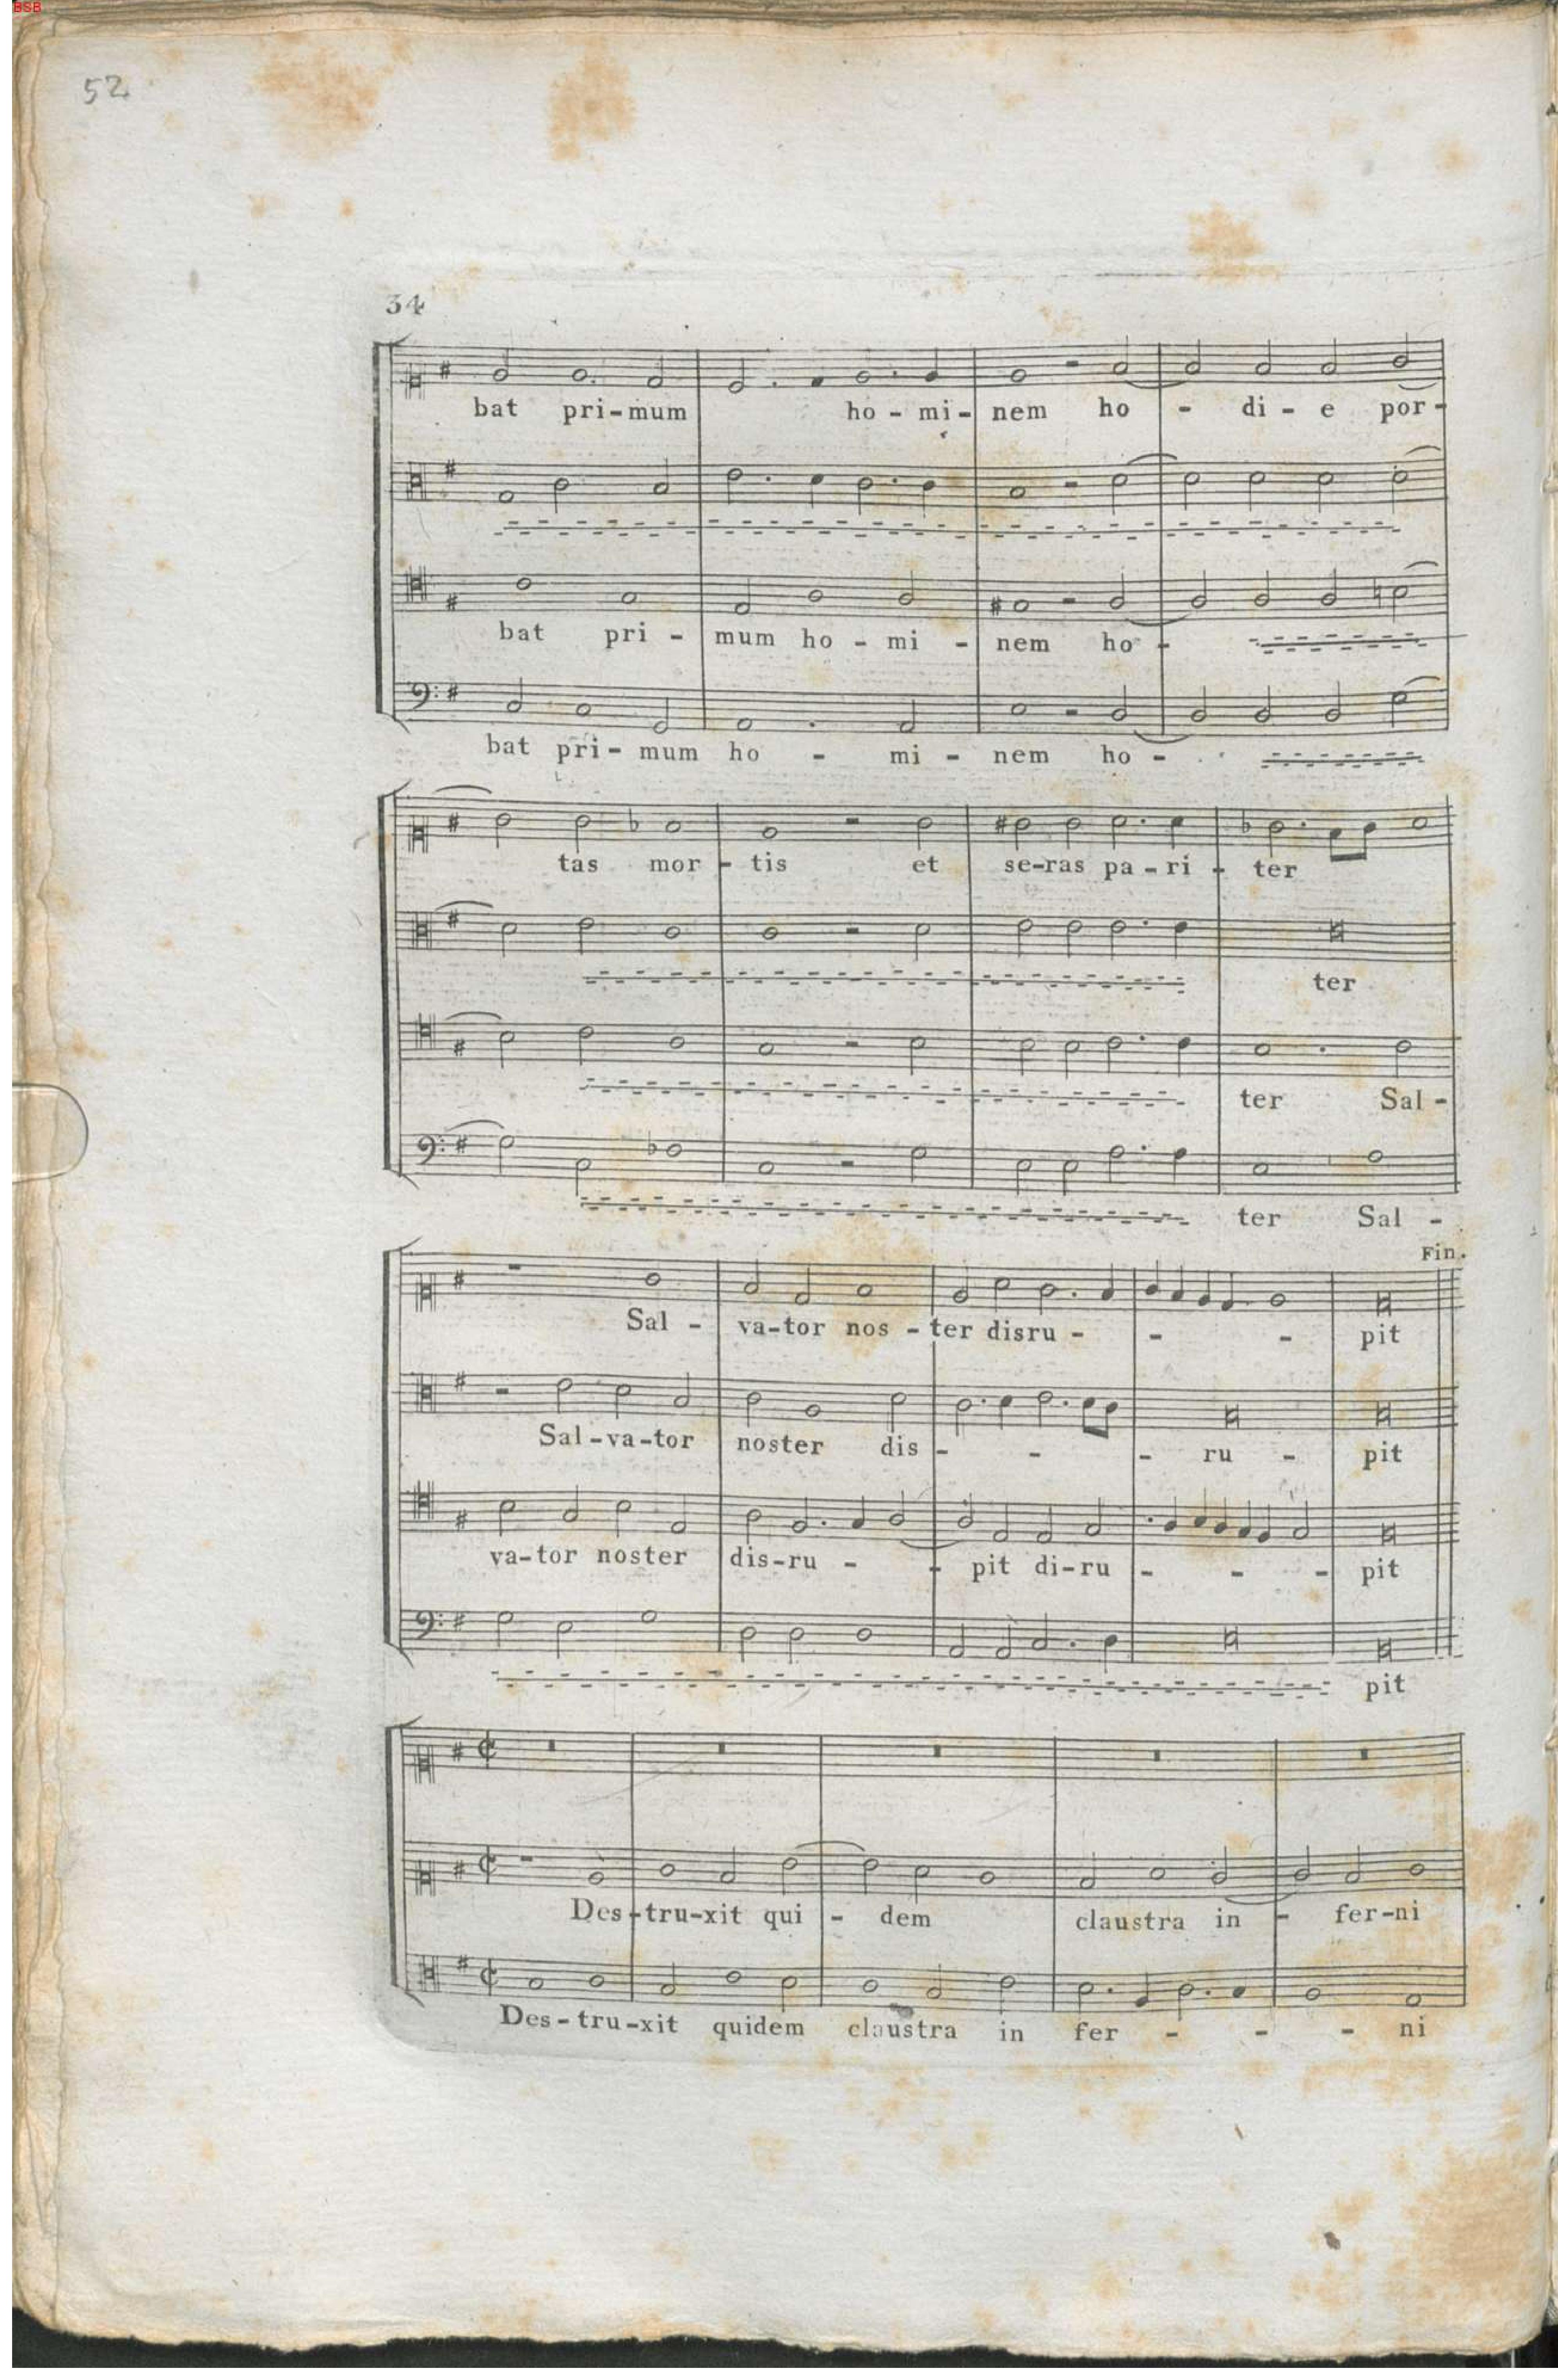 BSB
52
34
bat pri-mum ho-mi-nem ho - di-e por-
bat pri-mum ho-mi-nem ho-
bat pri-mum ho - mi-nem ho-
tas mor-tis et se-ras pa-ri-ter
ter
ter Sal-
ter Sal-
Fin.
Sal-va-tor nos-ter disru - - - pit
Sal-va-tor noster dis - - - ru - pit
va-tor noster dis-ru - - pit di-ru - - - pit
pit
Des-tru-xit qui - dem claustra in - fer-ni
Des-tru-xit quidem claustra in fer - - - ni